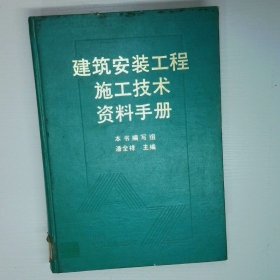 建筑安装工程
施工技术
资料手册
本书编写组
潘全祥 主编